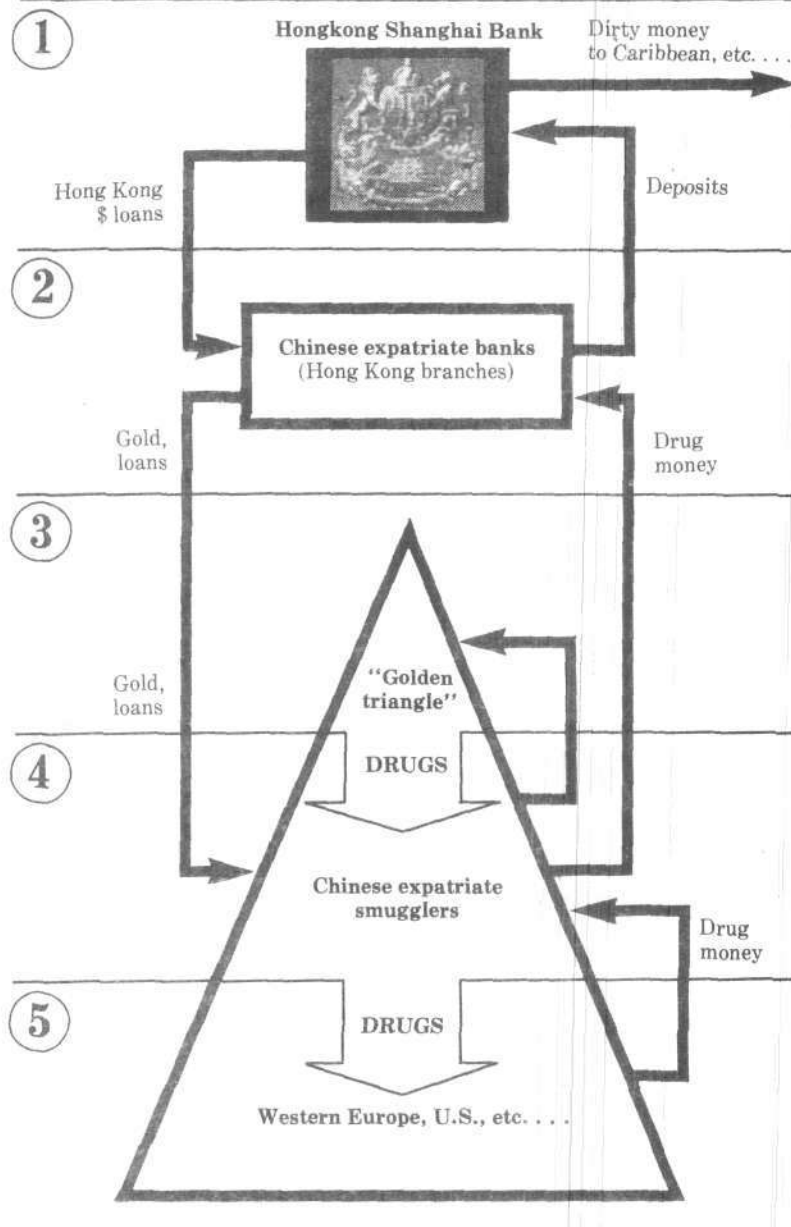 1
Hongkong Shanghai Bank
Dirty money
to Caribbean, etc. . . .
Hong Kong
$ loans
Deposits
2
Chinese expatriate banks
(Hong Kong branches)
Gold,
loans
Drug
money
3
"Golden
triangle"
Gold,
loans
4
DRUGS
Chinese expatriate
smugglers
Drug
money
5
DRUGS
Western Europe, U.S., etc. . . .